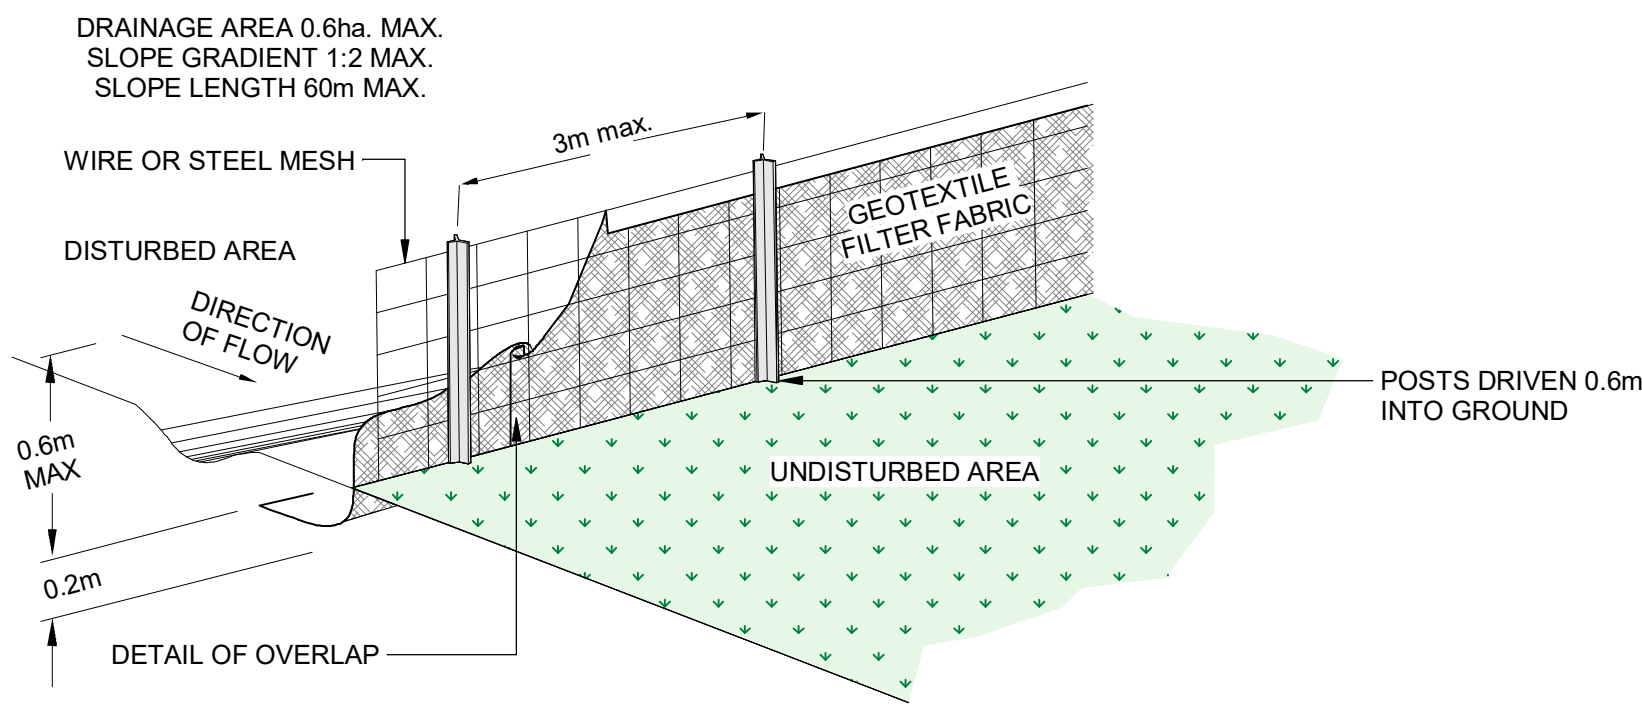 DRAINAGE AREA 0.6ha. MAX.
SLOPE GRADIENT 1:2 MAX.
SLOPE LENGTH 60m MAX.
3m max.
WIRE OR STEEL MESH
GEOTEXTILE
FILTER FABRIC
DISTURBED AREA
DIRECTION
OF FLOW
POSTS DRIVEN 0.6m
INTO GROUND
0.6m
MAX
UNDISTURBED AREA
0.2m
DETAIL OF OVERLAP